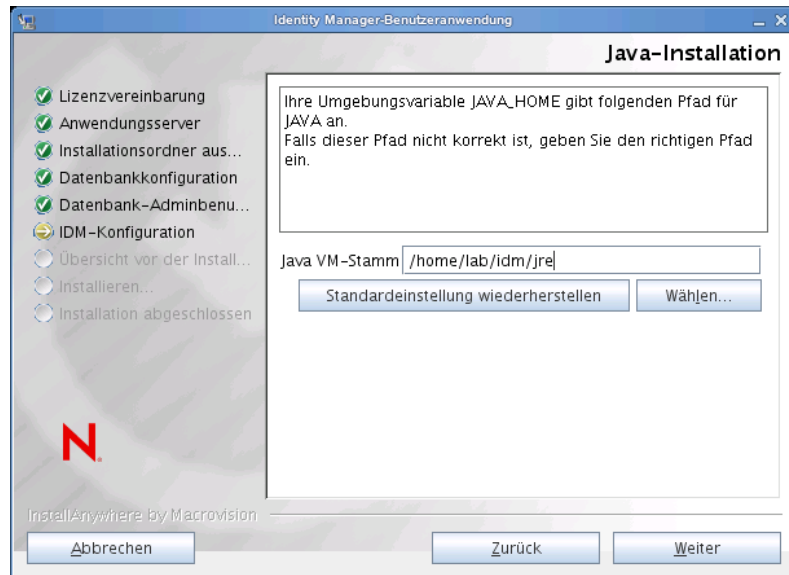 Identity Manager-Benutzeranwendung
Java-Installation
Lizenzvereinbarung
Anwendungsserver
Installationsordner aus...
Datenbankkonfiguration
Datenbank-Adminbenu...
IDM-Konfiguration
Übersicht vor der Install...
Installieren...
Installation abgeschlossen
Ihre Umgebungsvariable JAVA_HOME gibt folgenden Pfad für
JAVA an.
Falls dieser Pfad nicht korrekt ist, geben Sie den richtigen Pfad
ein.
Java VM-Stamm /home/lab/idm/jre
Standardeinstellung wiederherstellen Wählen...
N.
InstallAnywhere by Macrovision
Abbrechen Zurück Weiter